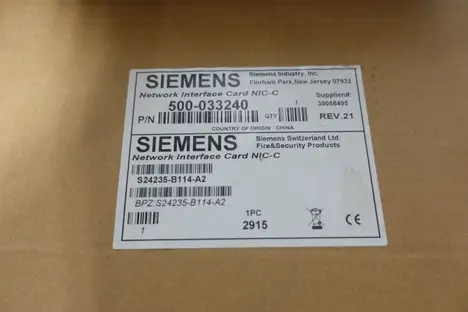 SIEMENS
Siemens Industry, Inc.
Florham Park, New Jersey 07932
Network Interface Card NIC-C
Supplier#:
500-033240
1
30058495
P/N
QTY
REV.21
COUNTRY OF ORIGIN CHINA
SIEMENS
Siemens Switzerland Ltd.
Fire&Security Products
Network Interface Card NIC-C
S24235-B114-A2
BPZ:S24235-B114-A2
1PC
2915
CE
1